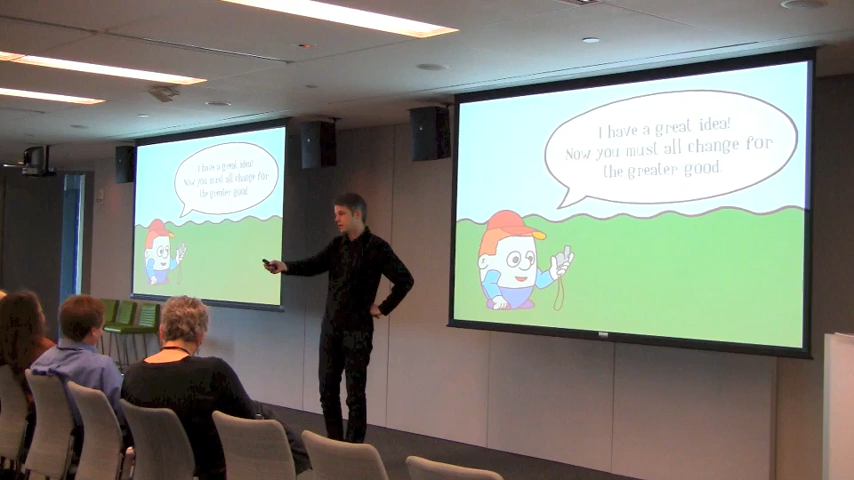 I have a great idea!
Now you must all change for
the greater good.
I have a great idea!
Now you must all change for
the greater good.